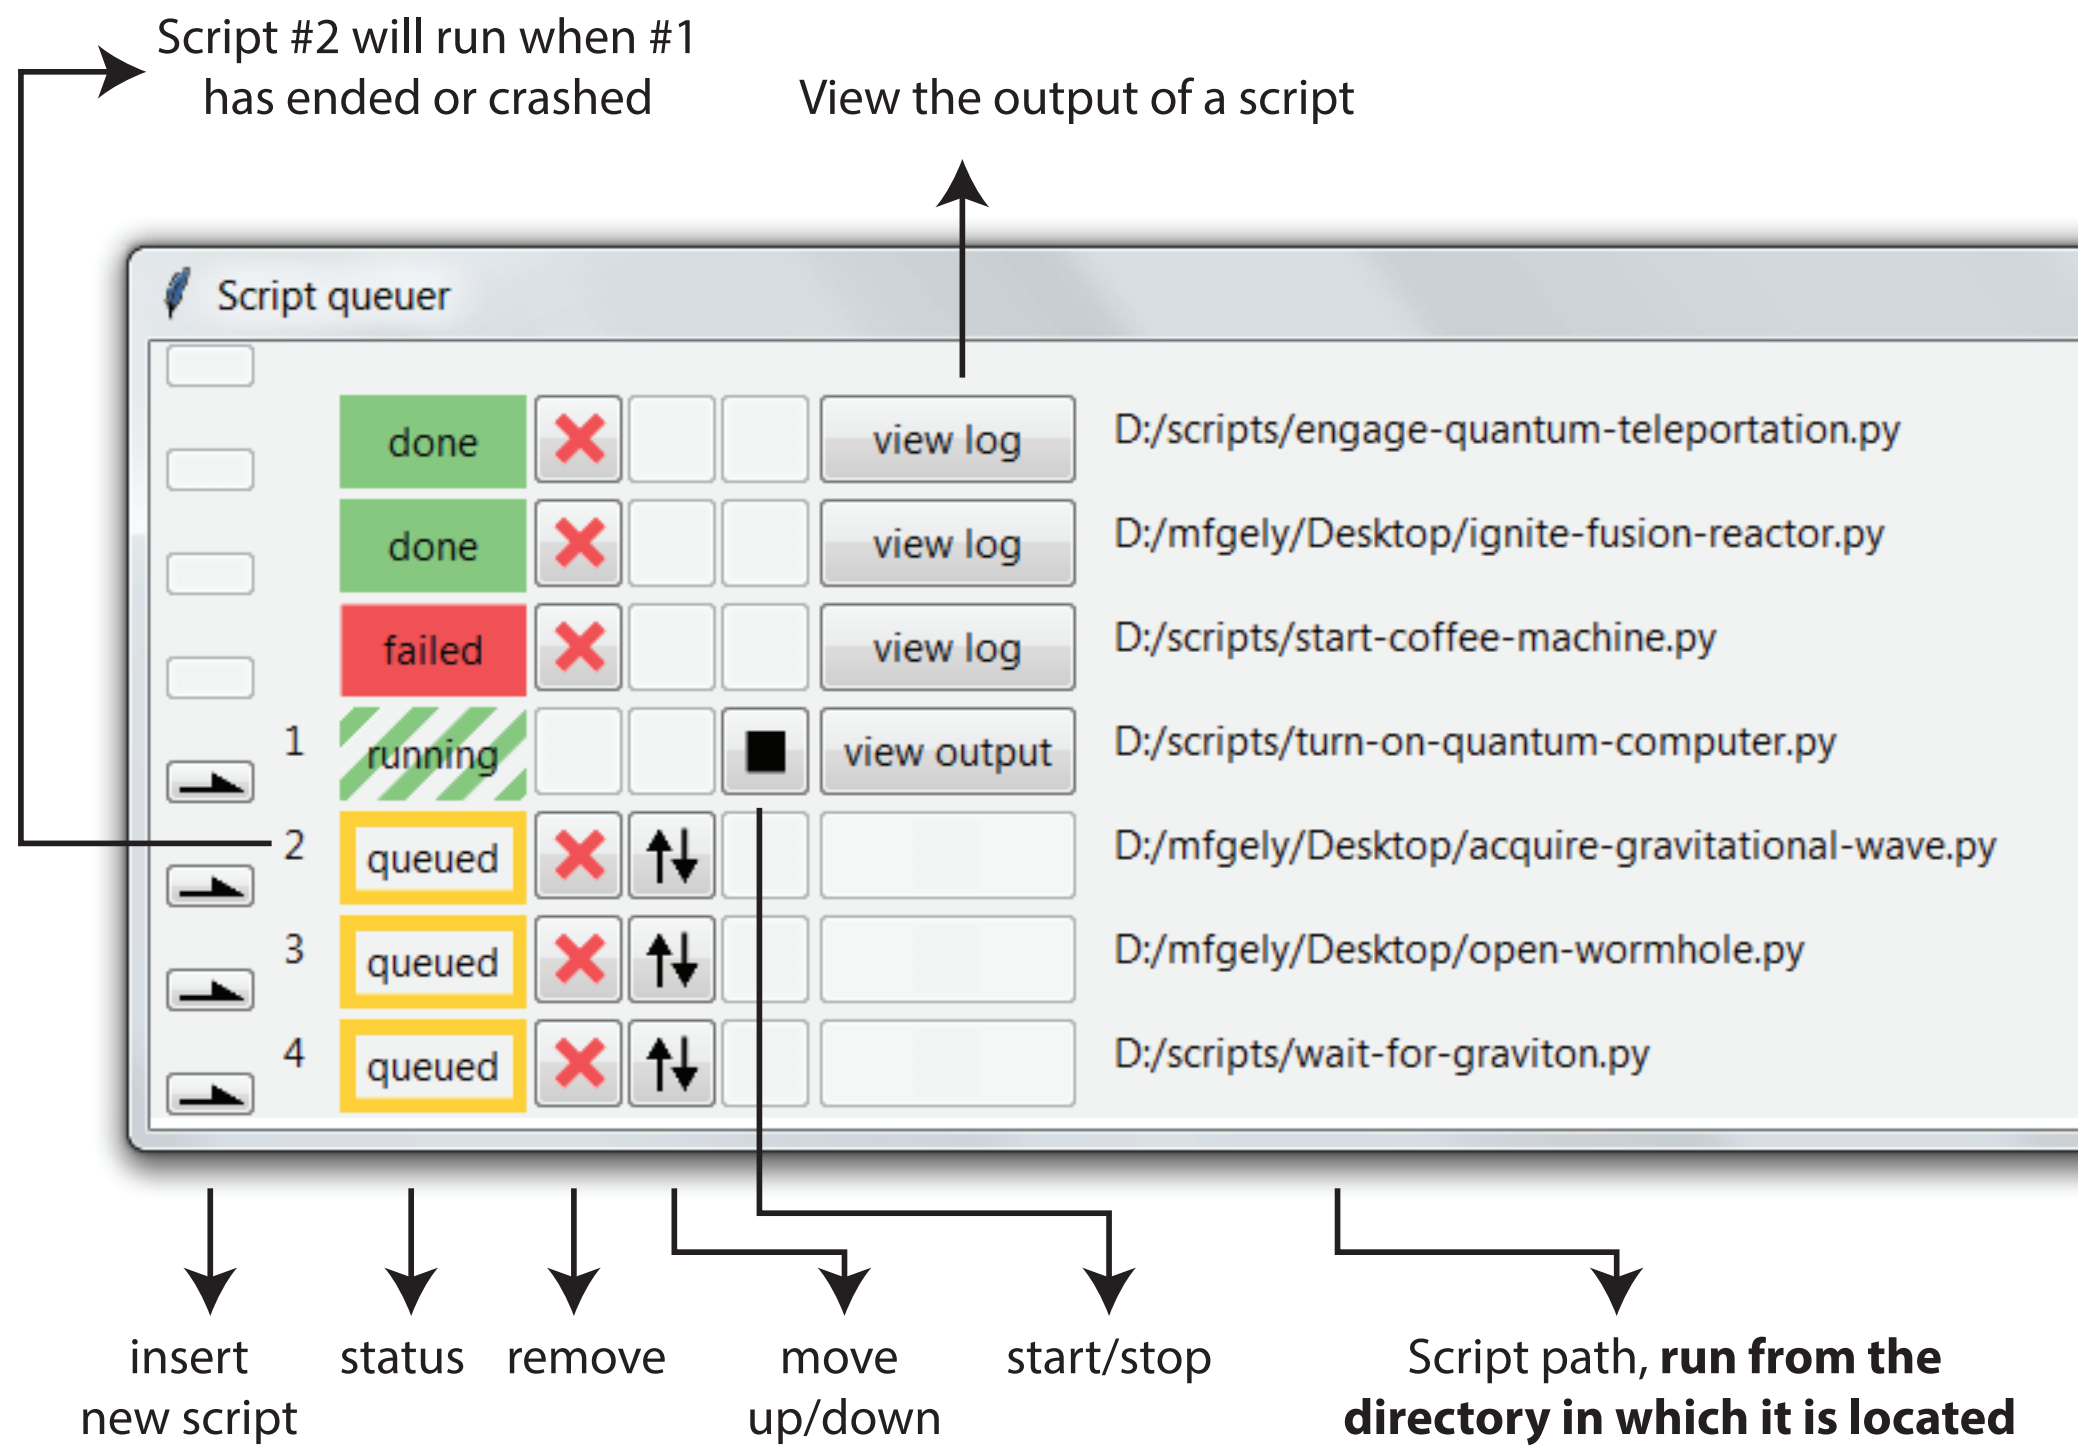 Script #2 will run when #1
has ended or crashed
View the output of a script
Script queuer
done view log D:/scripts/engage-quantum-teleportation.py
done view log D:/mfgely/Desktop/ignite-fusion-reactor.py
failed view log D:/scripts/start-coffee-machine.py
1 running view output D:/scripts/turn-on-quantum-computer.py
2 queued D:/mfgely/Desktop/acquire-gravitational-wave.py
3 queued D:/mfgely/Desktop/open-wormhole.py
4 queued D:/scripts/wait-for-graviton.py
insert
new script
status
remove
move
up/down
start/stop
Script path, run from the
directory in which it is located